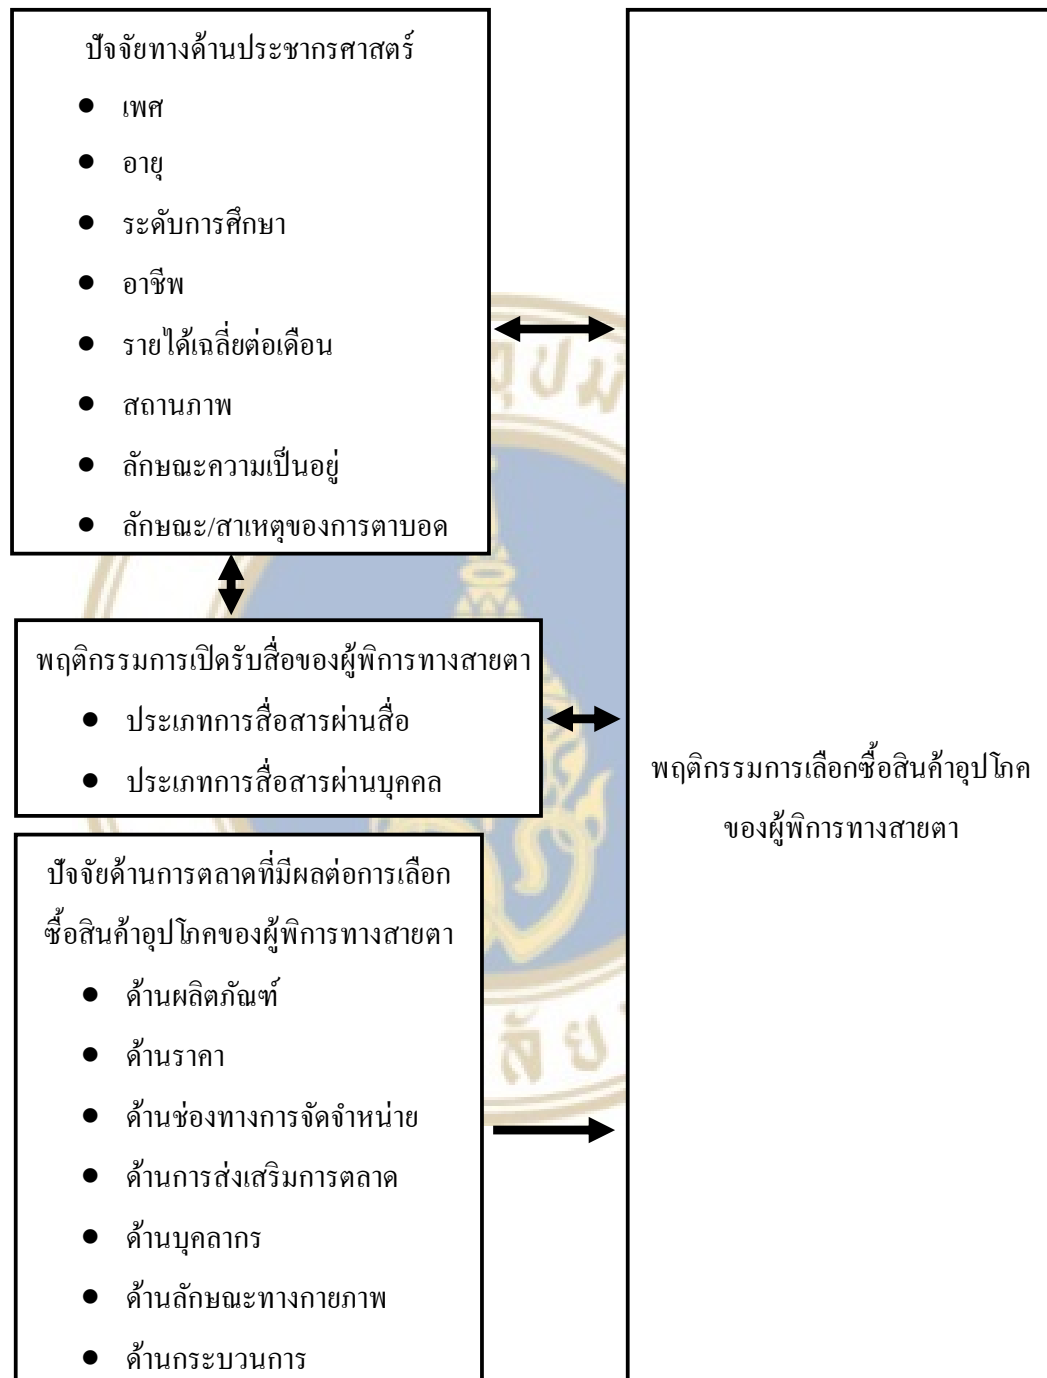 ปัจจัยทางด้านประชากรศาสตร์
● เพศ
● อายุ
● ระดับการศึกษา
● อาชีพ
● รายได้เฉลี่ยต่อเดือน
● สถานภาพ
● ลักษณะความเป็นอยู่
● ลักษณะ/สาเหตุของการตาบอด
พฤติกรรมการเปิดรับสื่อของผู้พิการทางสายตา
● ประเภทการสื่อสารผ่านสื่อ
● ประเภทการสื่อสารผ่านบุคคล
ปัจจัยด้านการตลาดที่มีผลต่อการเลือก
ซื้อสินค้าอุปโภคของผู้พิการทางสายตา
● ด้านผลิตภัณฑ์
● ด้านราคา
● ด้านช่องทางการจัดจำหน่าย
● ด้านการส่งเสริมการตลาด
● ด้านบุคลากร
● ด้านลักษณะทางกายภาพ
● ด้านกระบวนการ
พฤติกรรมการเลือกซื้อสินค้าอุปโภค
ของผู้พิการทางสายตา